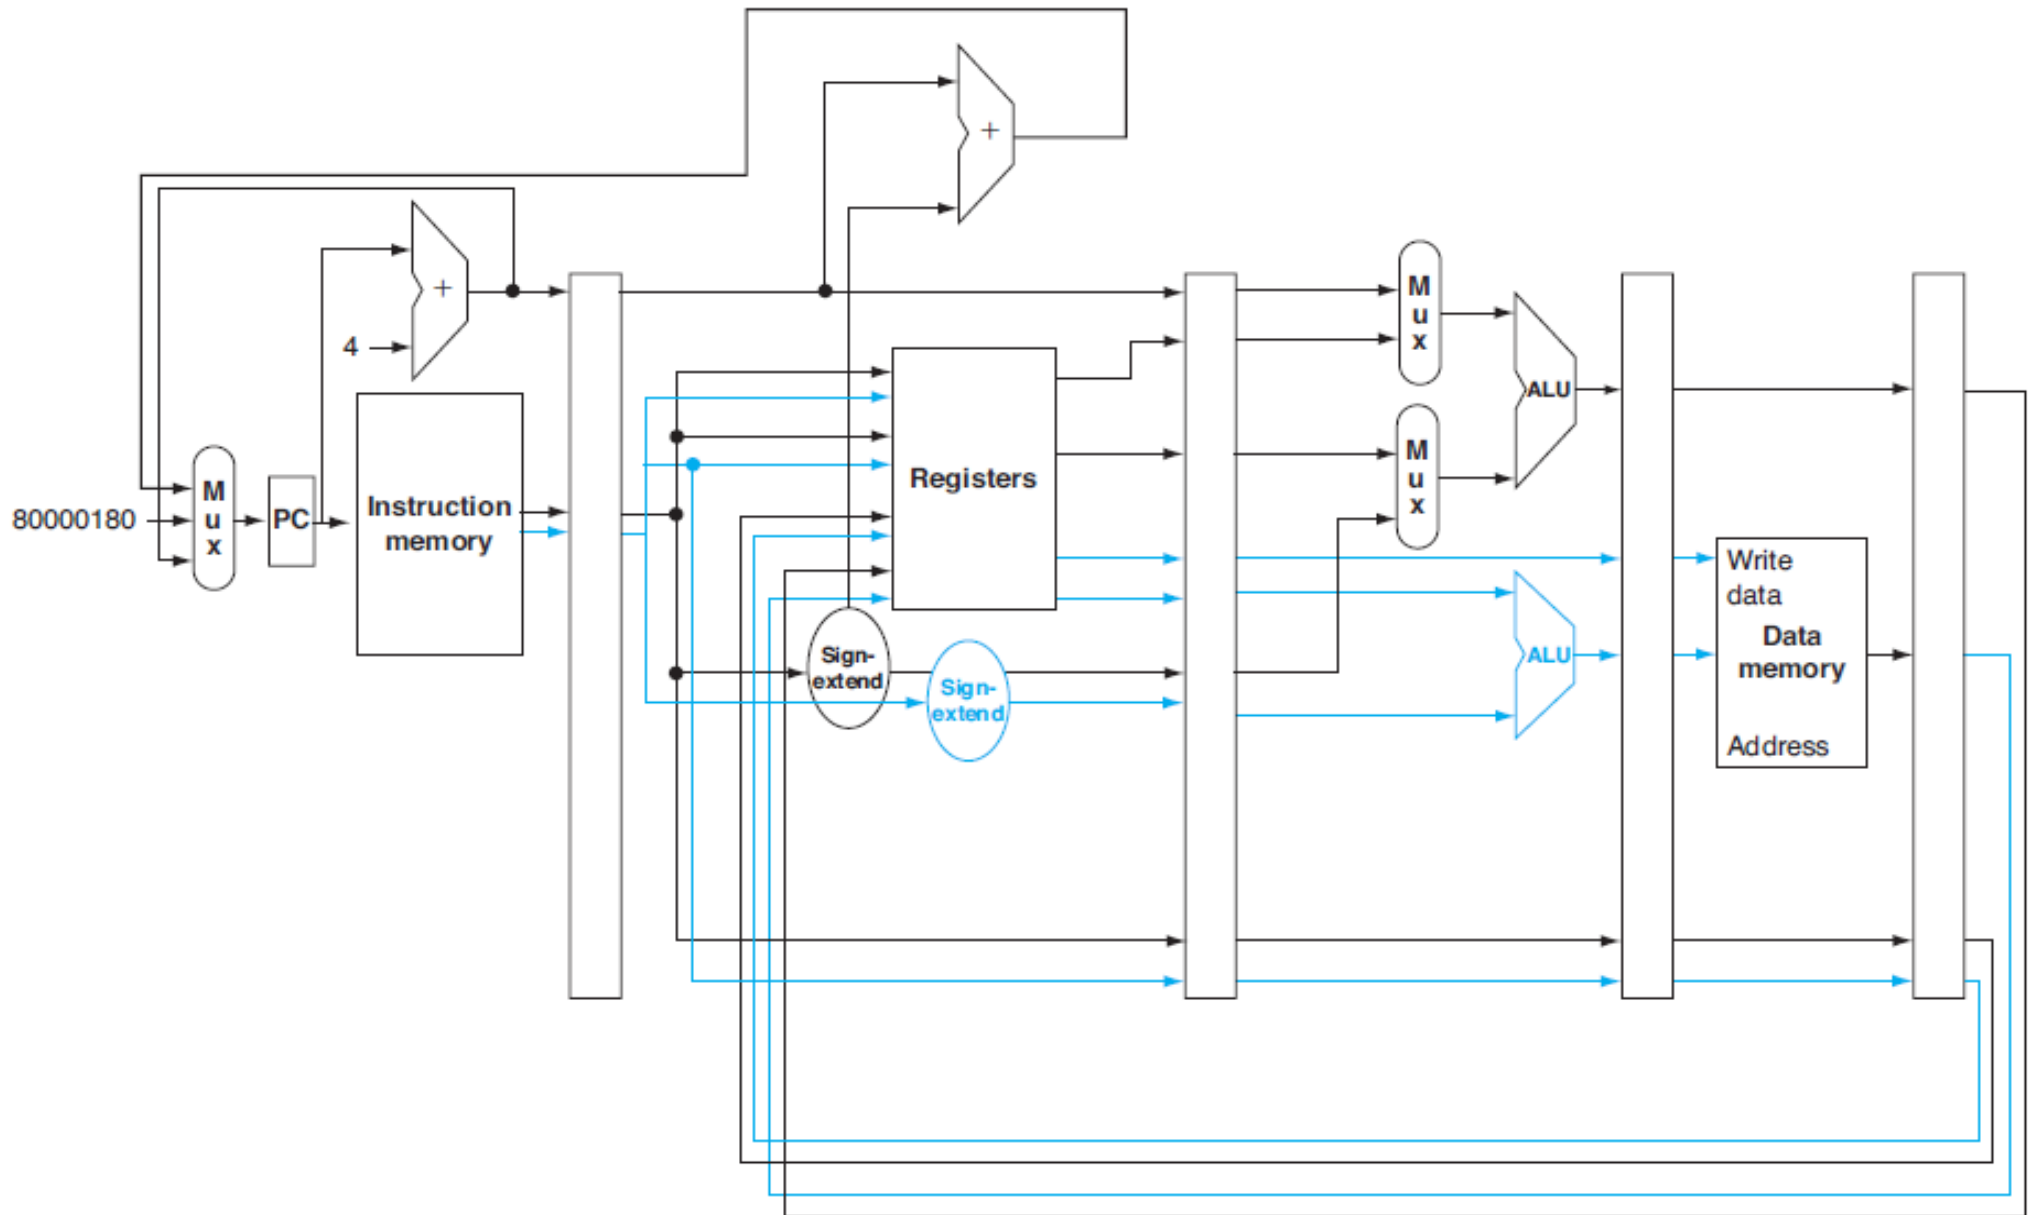 +
+
4
M
u
x
ALU
M
u
x
Registers
80000180
M
u
x
PC
Instruction
memory
Sign-
extend
Sign-
extend
ALU
Write
data
Data
memory
Address